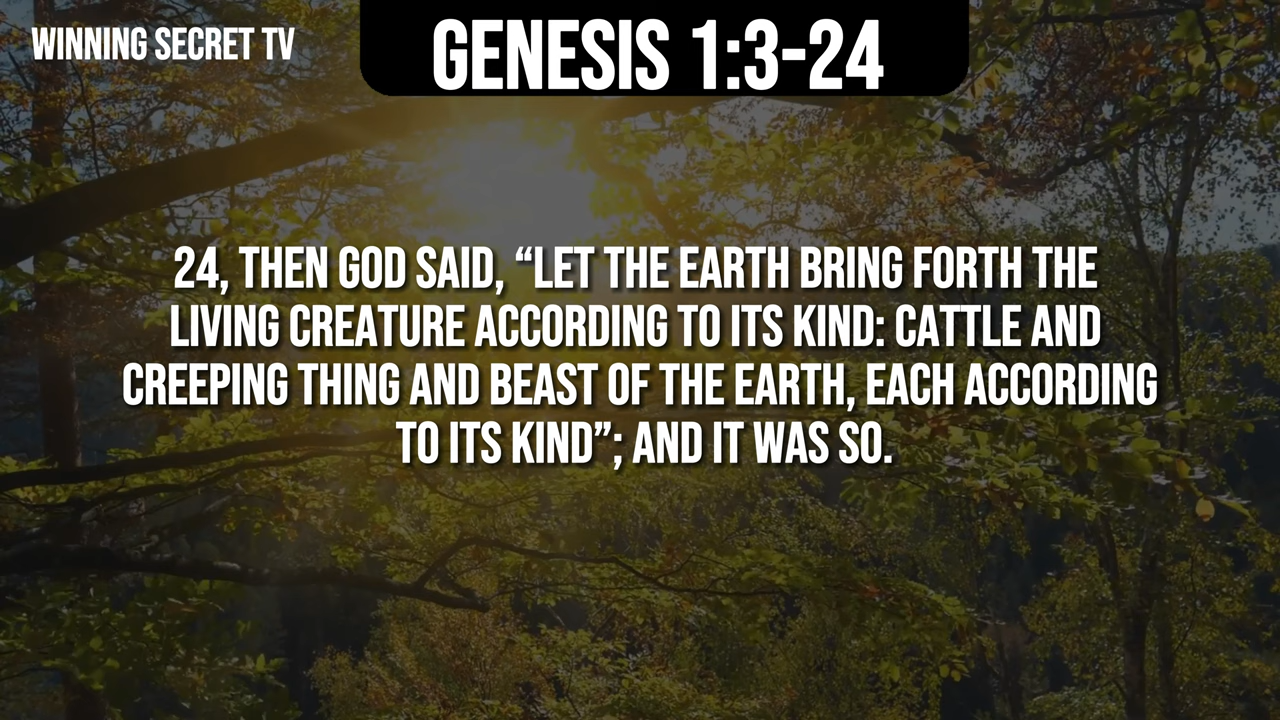 WINNING SECRET TV
GENESIS 1:3-24
24, THEN GOD SAID, “LET THE EARTH BRING FORTH THE
LIVING CREATURE ACCORDING TO ITS KIND: CATTLE AND
CREEPING THING AND BEAST OF THE EARTH, EACH ACCORDING
TO ITS KIND”; AND IT WAS SO.